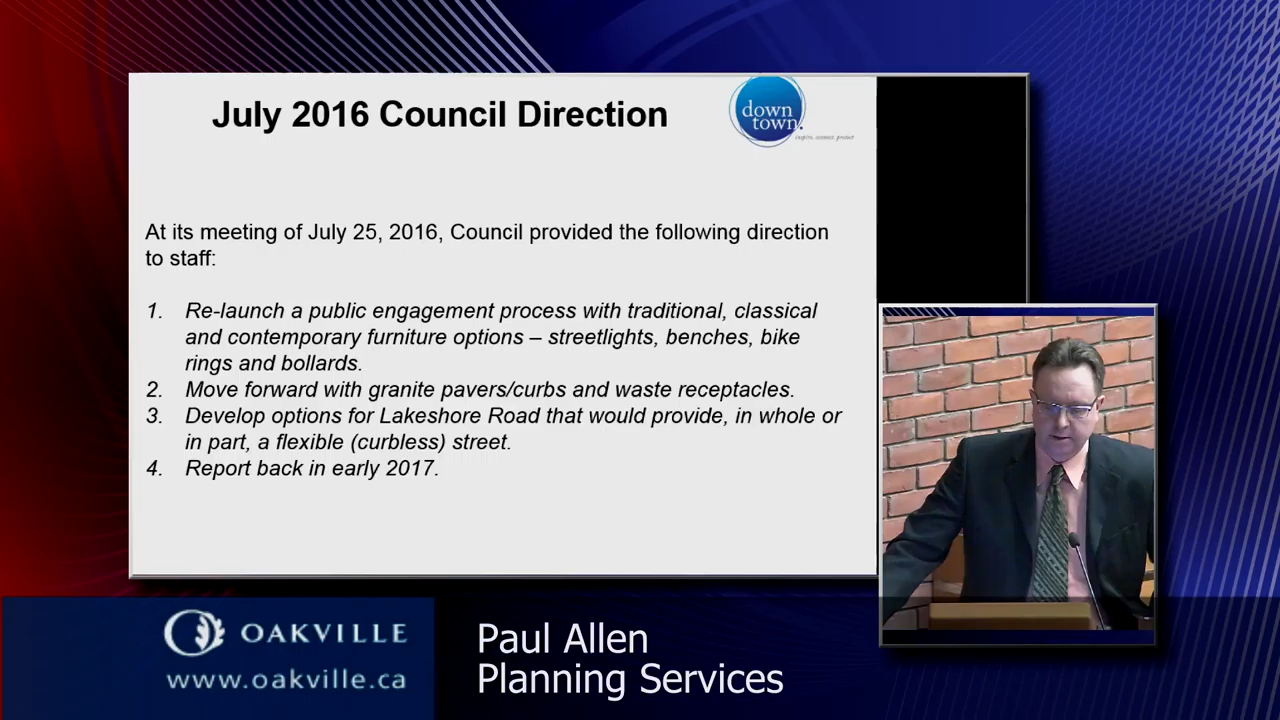 July 2016 Council Direction
down
town.
At its meeting of July 25, 2016, Council provided the following direction
to staff:
1. Re-launch a public engagement process with traditional, classical
and contemporary furniture options – streetlights, benches, bike
rings and bollards.
2. Move forward with granite pavers/curbs and waste receptacles.
3. Develop options for Lakeshore Road that would provide, in whole or
in part, a flexible (curbless) street.
4. Report back in early 2017.
OAKVILLE
www.oakville.ca
Paul Allen
Planning Services